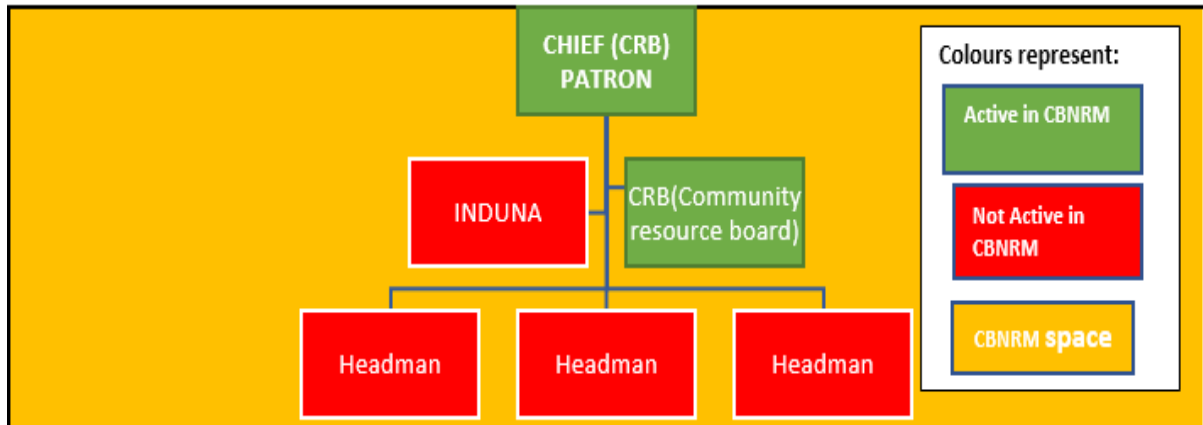 CHIEF (CRB)
PATRON
Colours represent:
Active in CBNRM
INDUNA
CRB(Community
resource board)
Not Active in
CBNRM
Headman
Headman
Headman
CBNRM space